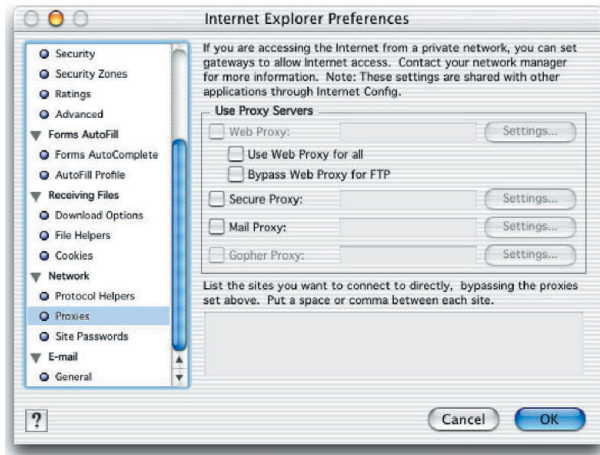 Internet Explorer Preferences
Security
Security Zones
Ratings
Advanced
Forms AutoFill
Forms AutoComplete
AutoFill Profile
Receiving Files
Download Options
File Helpers
Cookies
Network
Protocol Helpers
Proxies
Site Passwords
E-mail
General
If you are accessing the Internet from a private network, you can set
gateways to allow Internet access. Contact your network manager
for more information. Note: These settings are shared with other
applications through Internet Config.
Use Proxy Servers
Web Proxy: Settings...
Use Web Proxy for all
Bypass Web Proxy for FTP
Secure Proxy: Settings...
Mail Proxy: Settings...
Gopher Proxy: Settings...
List the sites you want to connect to directly, bypassing the proxies
set above. Put a space or comma between each site.
?
Cancel OK